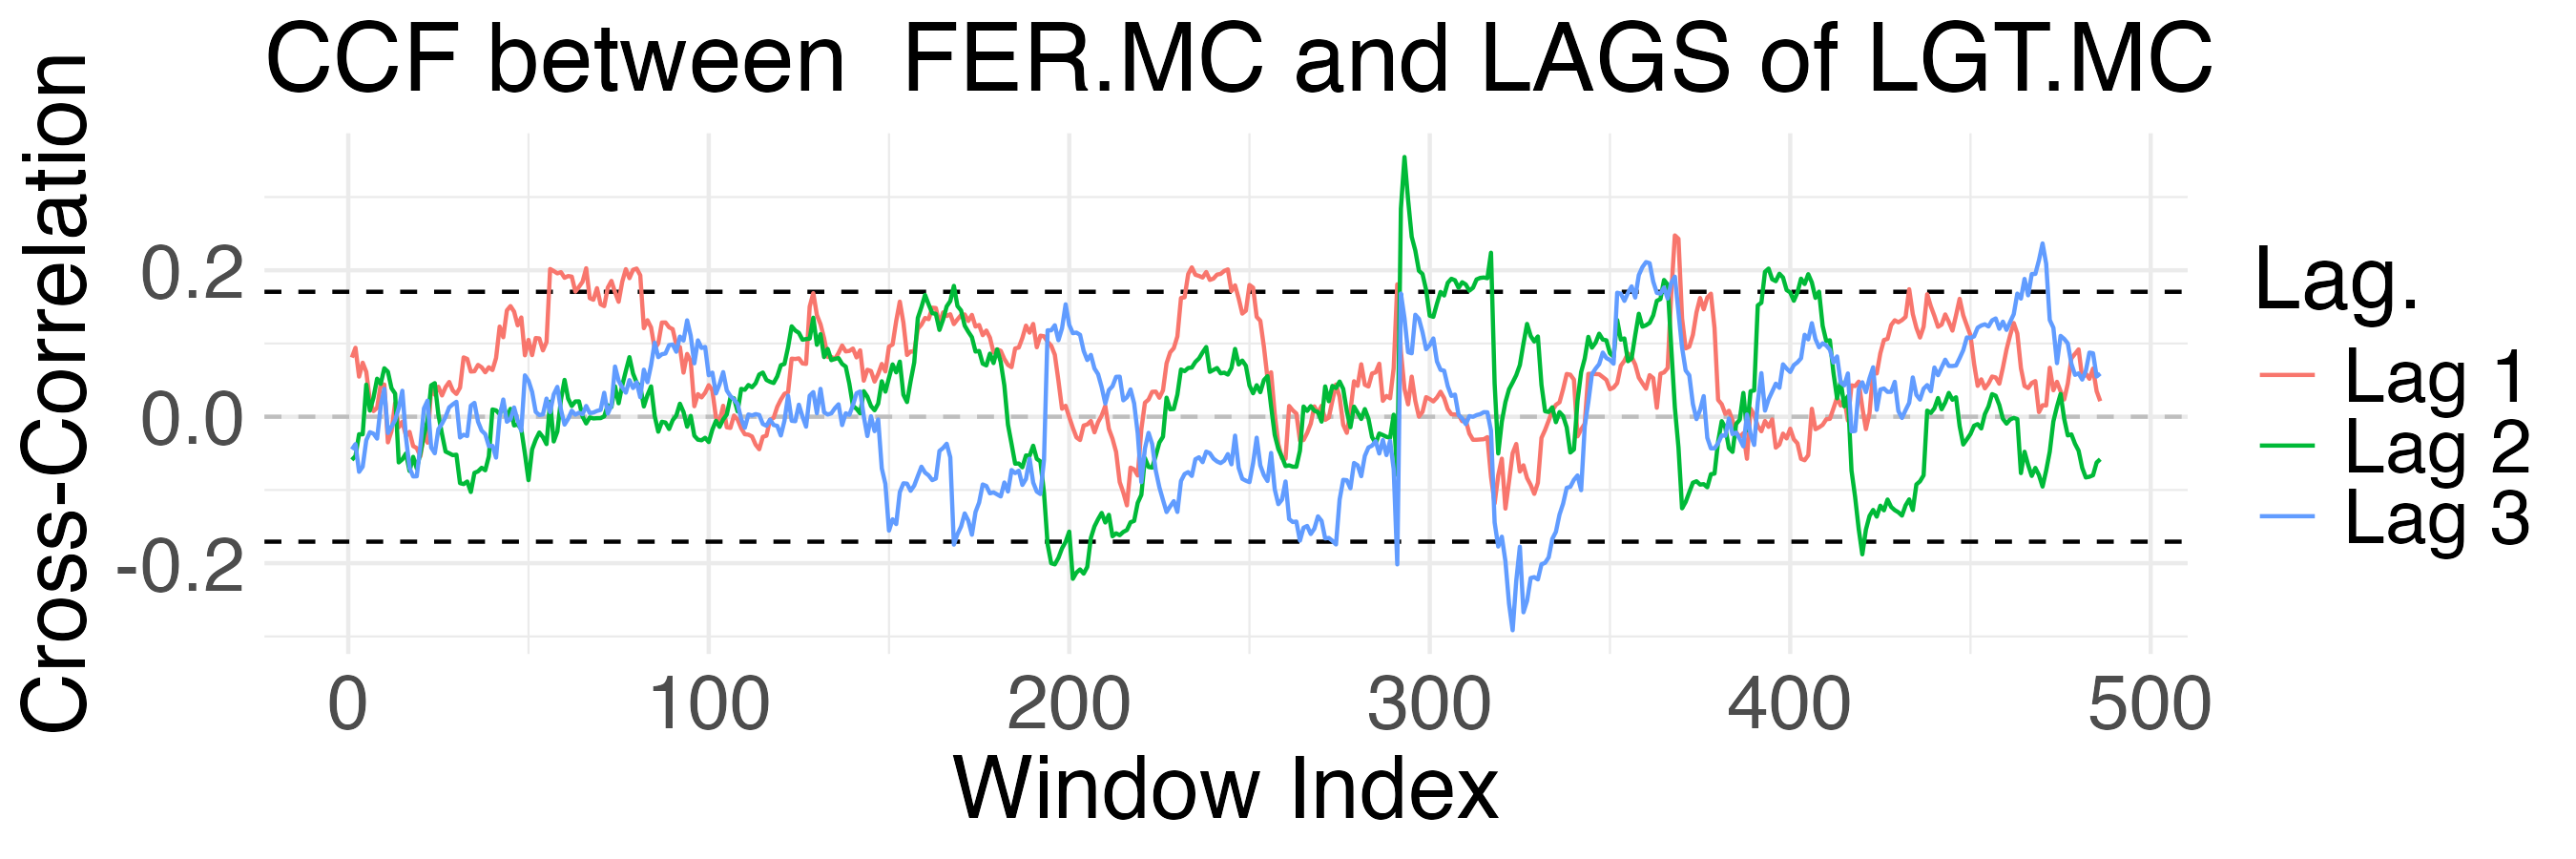 CCF between  FER.MC and LAGS of LGT.MC
Cross-Correlation
0.2
0.0
-0.2
0 100 200 300 400 500
Window Index
Lag.
Lag 1
Lag 2
Lag 3